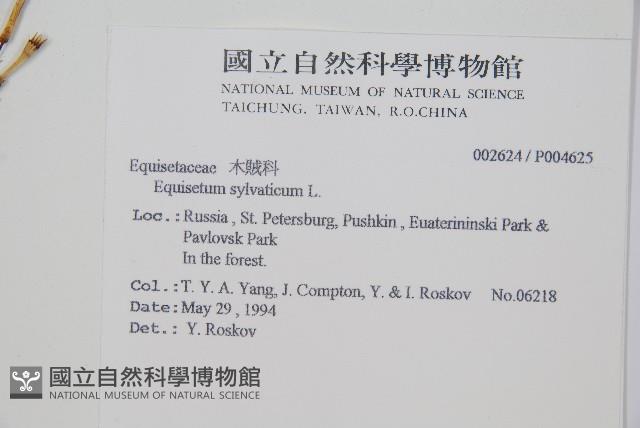 國立自然科學博物館
NATIONAL MUSEUM OF NATURAL SCIENCE
TAICHUNG, TAIWAN, R.O.CHINA
002624 / P004625
Equisetaceae 木賊科
Equisetum sylvaticum L.
Loc.: Russia , St. Petersburg, Pushkin , Euaterininski Park &
Pavlovsk Park
In the forest.
Col.: T. Y. A. Yang, J. Compton, Y. & I. Roskov No.06218
Date: May 29 , 1994
Det.: Y. Roskov
國立自然科學博物館
NATIONAL MUSEUM OF NATURAL SCIENCE